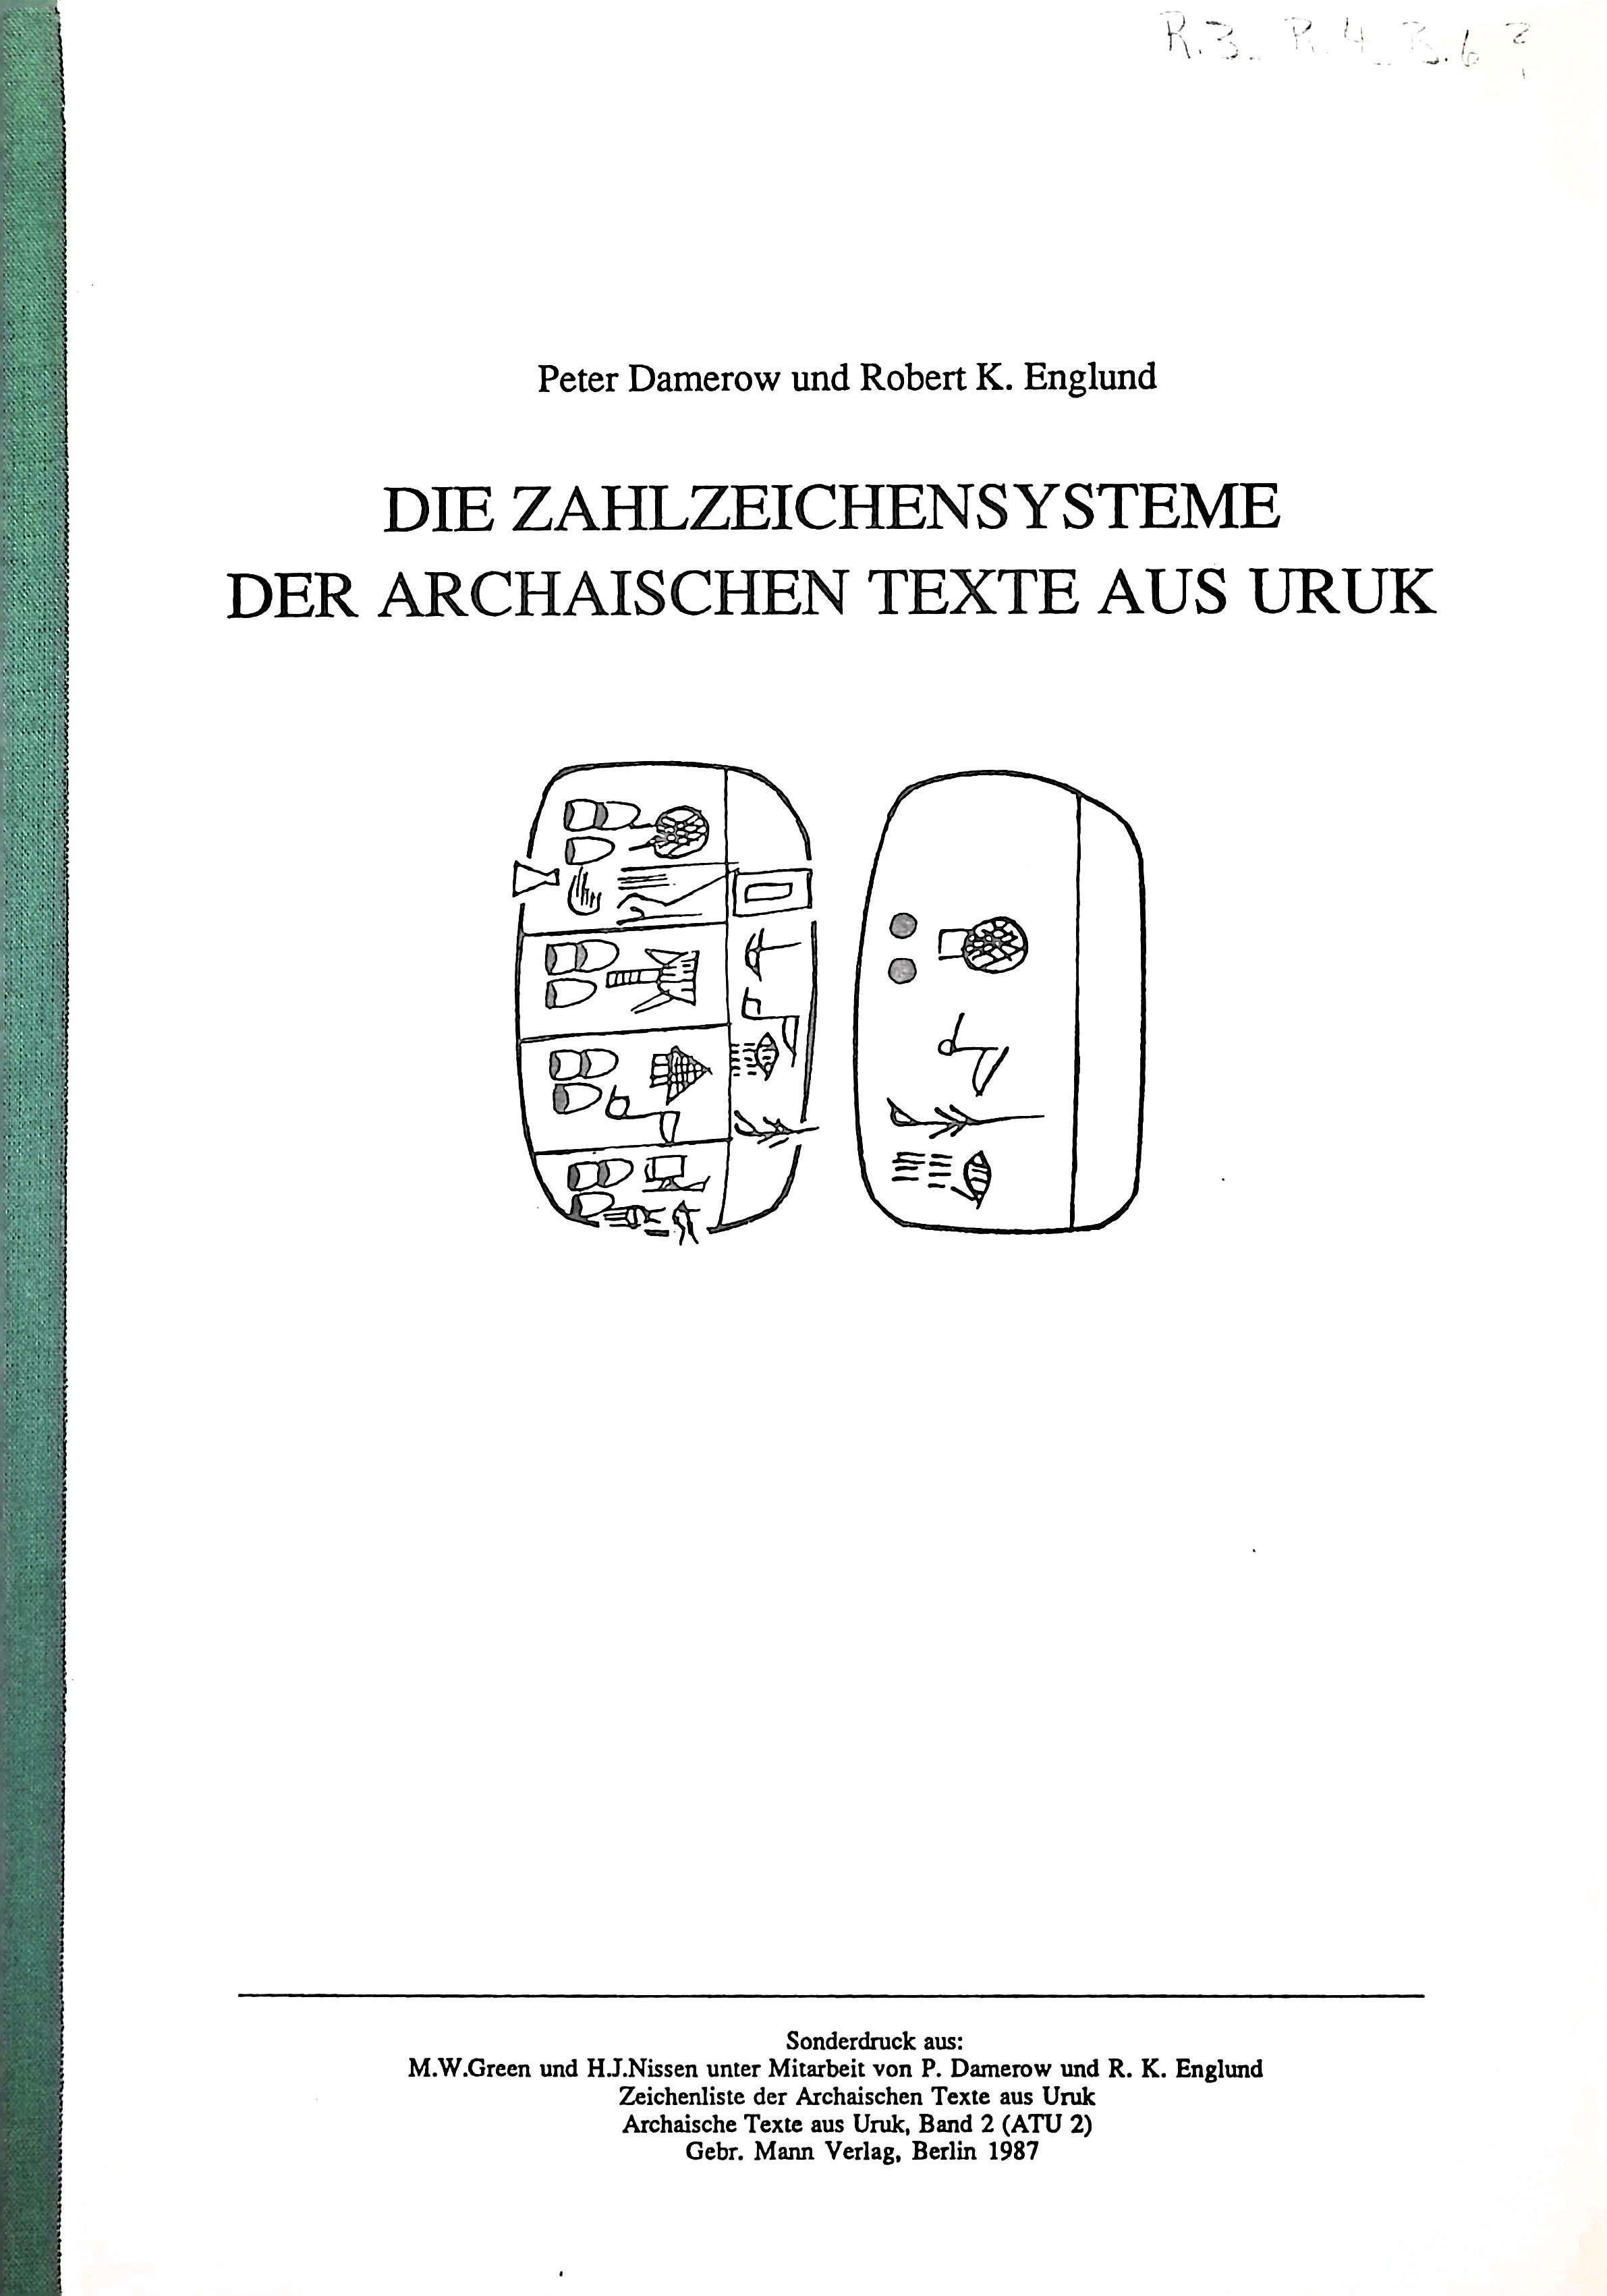 R.3_ R.4_ B.6 ?
Peter Damerow und Robert K. Englund
DIE ZAHLZEICHENSYSTEME
DER ARCHAISCHEN TEXTE AUS URUK
Sonderdruck aus:
M.W.Green und H.J.Nissen unter Mitarbeit von P. Damerow und R. K. Englund
Zeichenliste der Archaischen Texte aus Uruk
Archaische Texte aus Uruk, Band 2 (ATU 2)
Gebr. Mann Verlag, Berlin 1987